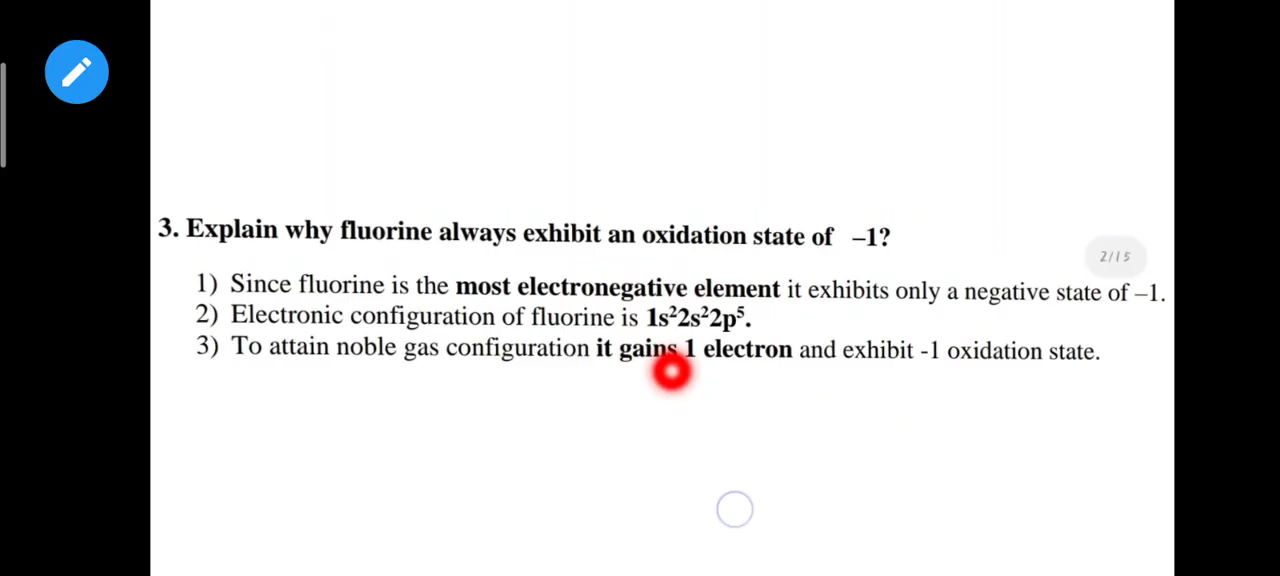 3. Explain why fluorine always exhibit an oxidation state of –1?
2/15
1) Since fluorine is the most electronegative element it exhibits only a negative state of –1.
2) Electronic configuration of fluorine is 1s²2s²2p⁵.
3) To attain noble gas configuration it gains 1 electron and exhibit -1 oxidation state.